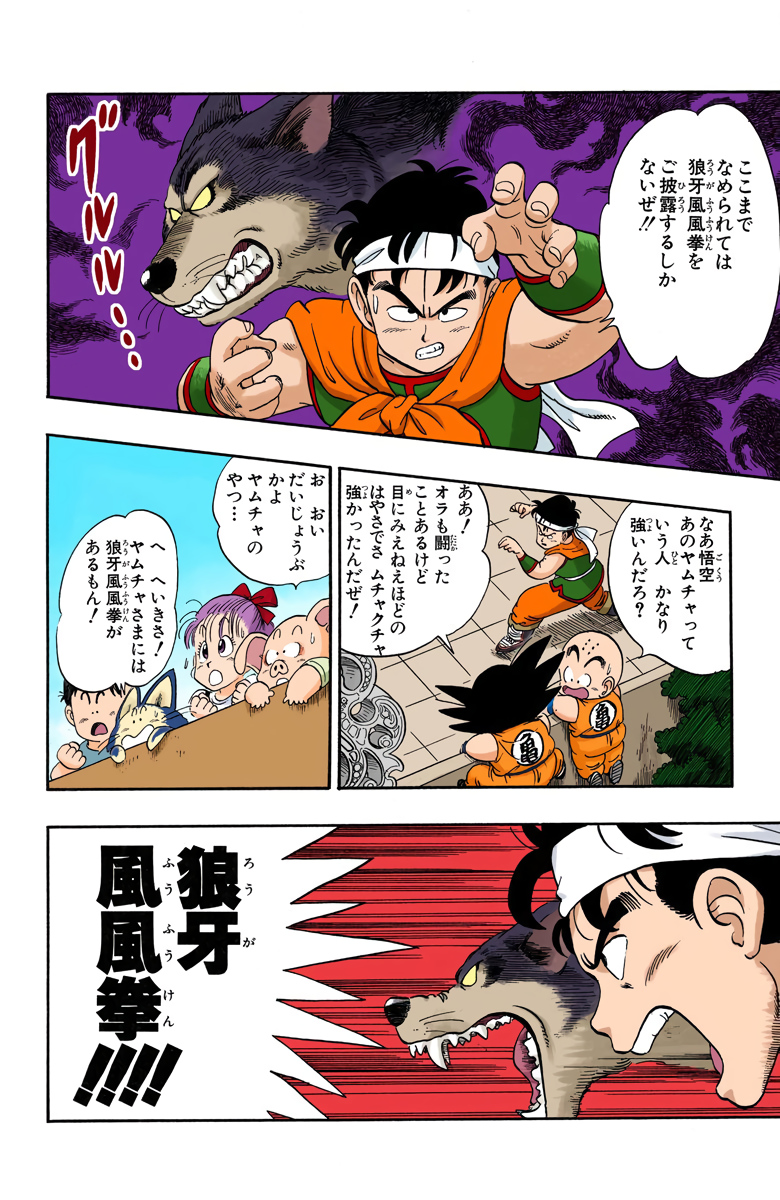 ここまで
なめられては
狼牙風風拳を
ご披露するしか
ないぜ!!
グルルル…
なあ悟空
あのヤムチャって
いう人 かなり
強いんだろ?
ああ!
オラも闘った
ことあるけど
目にみえねえほどの
はやさでさ ムチャクチャ
強かったんだぜ!
亀
亀
お おい
だいじょうぶ
かよ
ヤムチャの
やつ…
へ へいきさ!
ヤムチャさまには
狼牙風風拳が
あるもん!
狼牙
風風拳!!!!